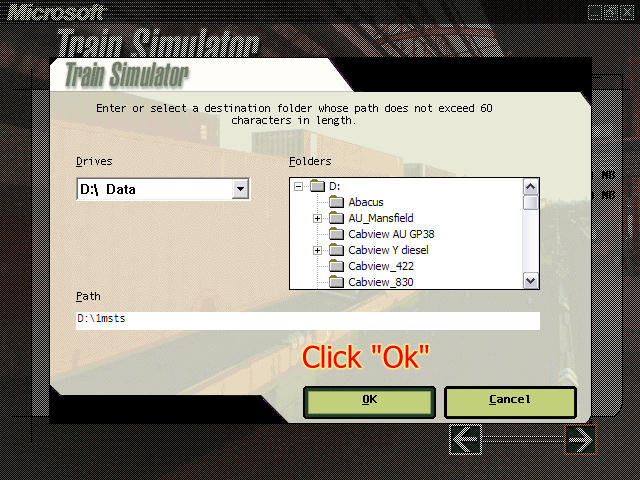 Microsoft
Train Simulator
Train Simulator
Enter or select a destination folder whose path does not exceed 60
characters in length.
Drives
Folders
D:\ Data
D:
Abacus
AU_Mansfield
Cabview AU GP38
Cabview Y diesel
Cabview_422
Cabview_830
MB
MB
Path
D:\1msts
Click "Ok"
OK
Cancel